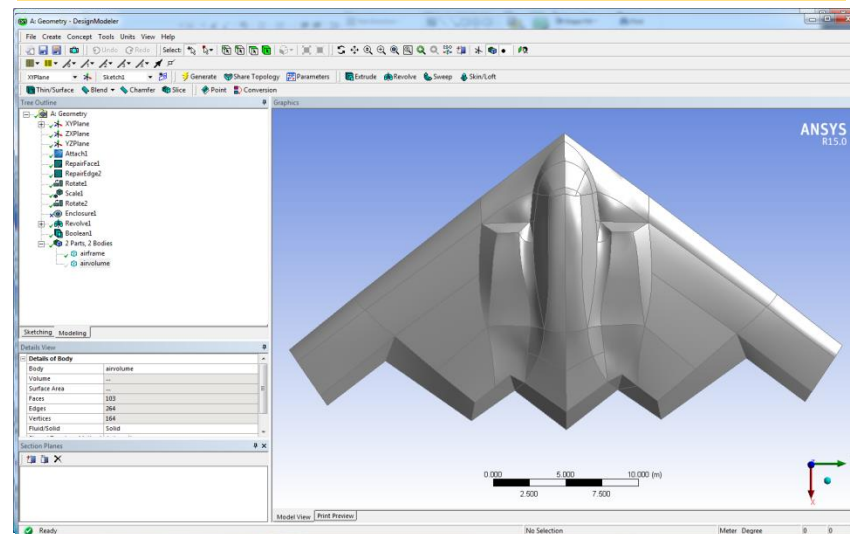 A: Geometry - DesignModeler
File Create Concept Tools Units View Help
Undo Redo Select:
XYPlane Sketch1 Generate Share Topology Parameters Extrude Revolve Sweep Skin/Loft
Thin/Surface Blend Chamfer Slice Point Conversion
Tree Outline
A: Geometry
XYPlane
ZXPlane
YZPlane
Attach1
RepairFace1
RepairEdge2
Rotate1
Scale1
Rotate2
Enclosure1
Revolve1
Boolean1
2 Parts, 2 Bodies
airframe
airvolume
Sketching Modeling
Details View
Details of Body
Body airvolume
Volume ...
Surface Area ...
Faces 103
Edges 264
Vertices 164
Fluid/Solid Solid
Section Planes
Graphics
ANSYS
R15.0
0.000 5.000 10.000 (m)
2.500 7.500
X
Model View Print Preview
Ready No Selection Meter Degree 0 0